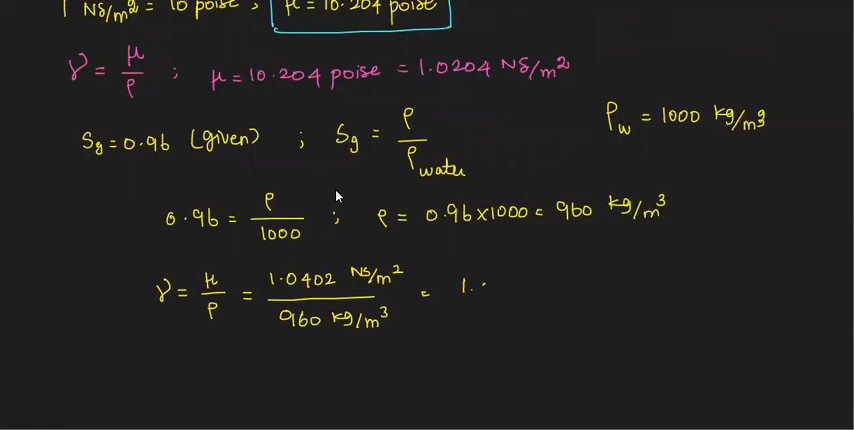 1 NS/m² = 10 poise ; μ = 10.204 poise
γ = μ/ρ ; μ = 10.204 poise = 1.0204 NS/m²
Sg = 0.96 (given) ; Sg = ρ/ρwater ρw = 1000 kg/m3
0.96 = ρ/1000 ; ρ = 0.96 x 1000 = 960 kg/m³
γ = μ/ρ = 1.0402 NS/m² / 960 kg/m³ = 1.